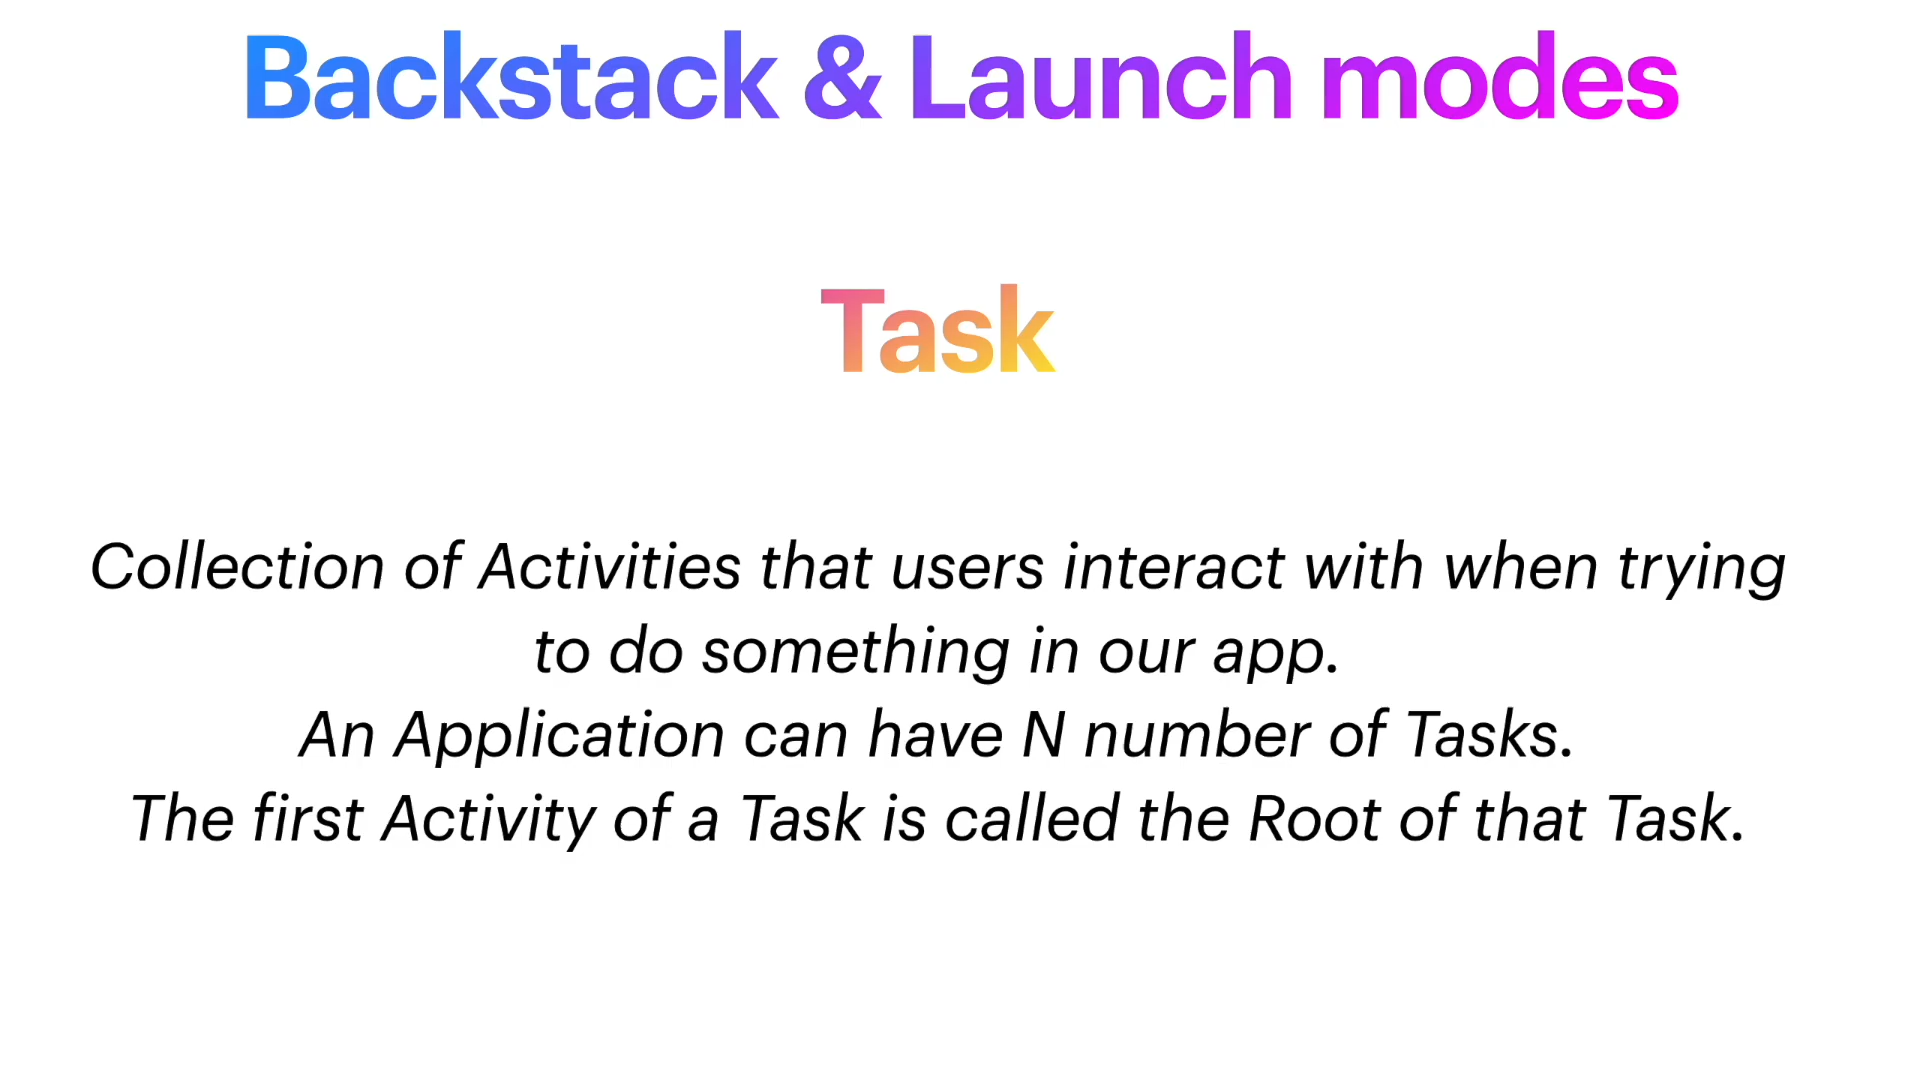 Backstack & Launch modes
Task
Collection of Activities that users interact with when trying
to do something in our app.
An Application can have N number of Tasks.
The first Activity of a Task is called the Root of that Task.